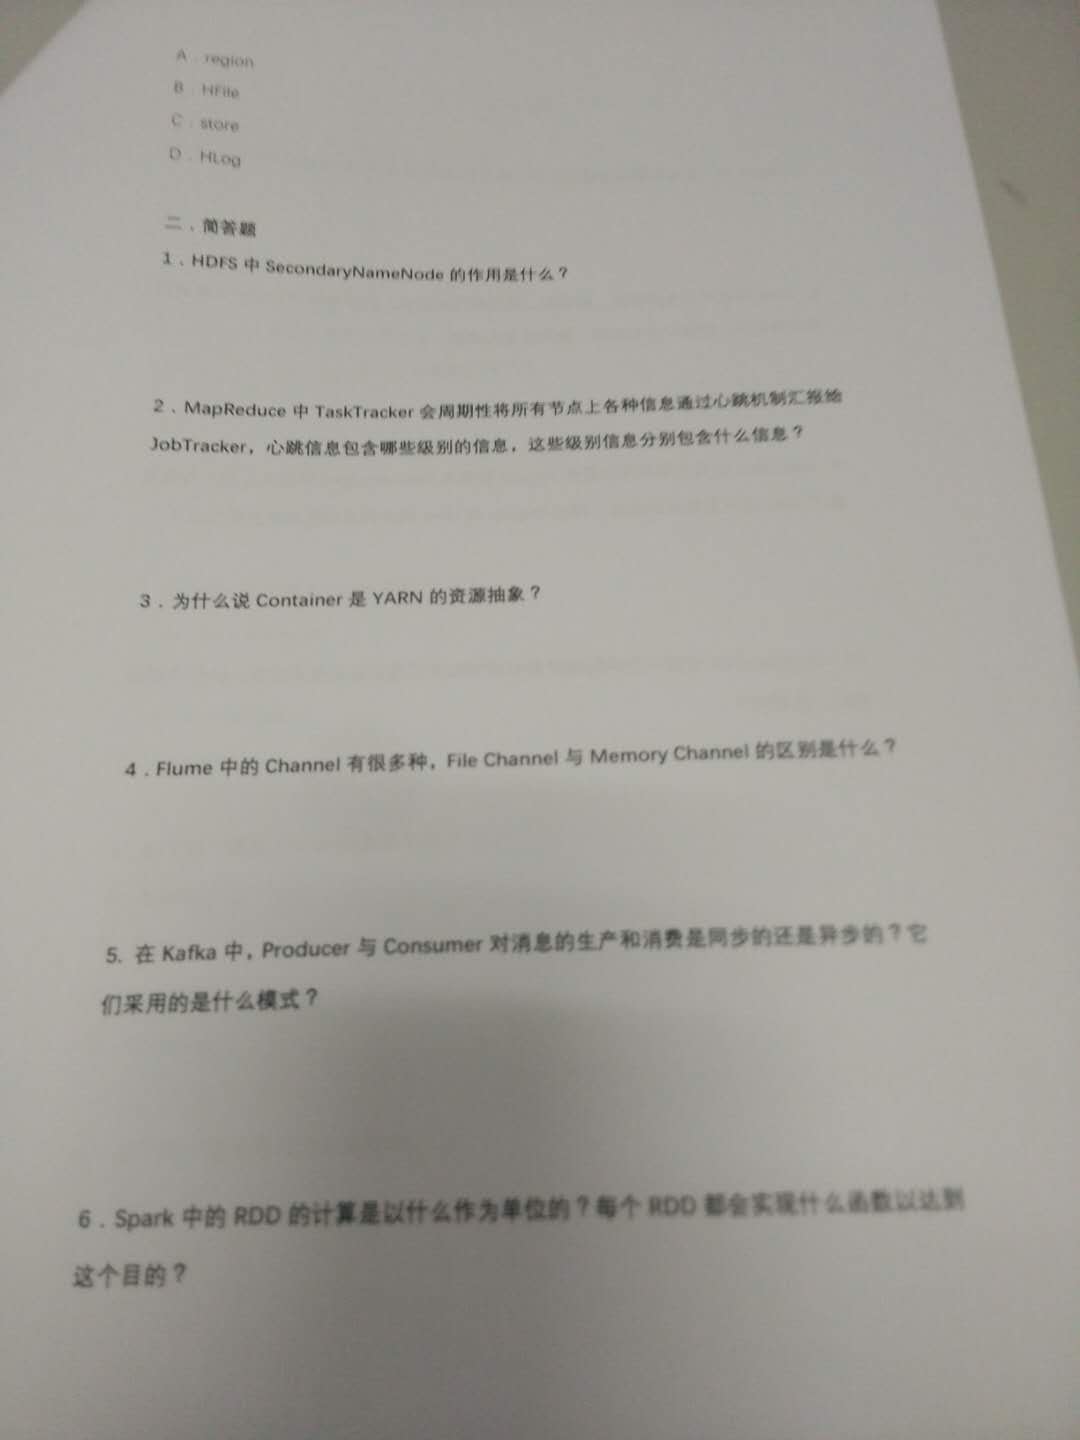 A．region
B．HFile
C．store
D．HLog
二．简答题
1．HDFS 中 SecondaryNameNode 的作用是什么？
2．MapReduce 中 TaskTracker 会周期性将所有节点上各种信息通过心跳机制汇报给
JobTracker，心跳信息包含哪些级别的信息，这些级别信息分别包含什么信息？
3．为什么说 Container 是 YARN 的资源抽象？
4．Flume 中的 Channel 有很多种，File Channel 与 Memory Channel 的区别是什么？
5. 在 Kafka 中，Producer 与 Consumer 对消息的生产和消费是同步的还是异步的？它
们采用的是什么模式？
6．Spark 中的 RDD 的计算是以什么作为单位的？每个 RDD 都会实现什么函数以达到
这个目的？